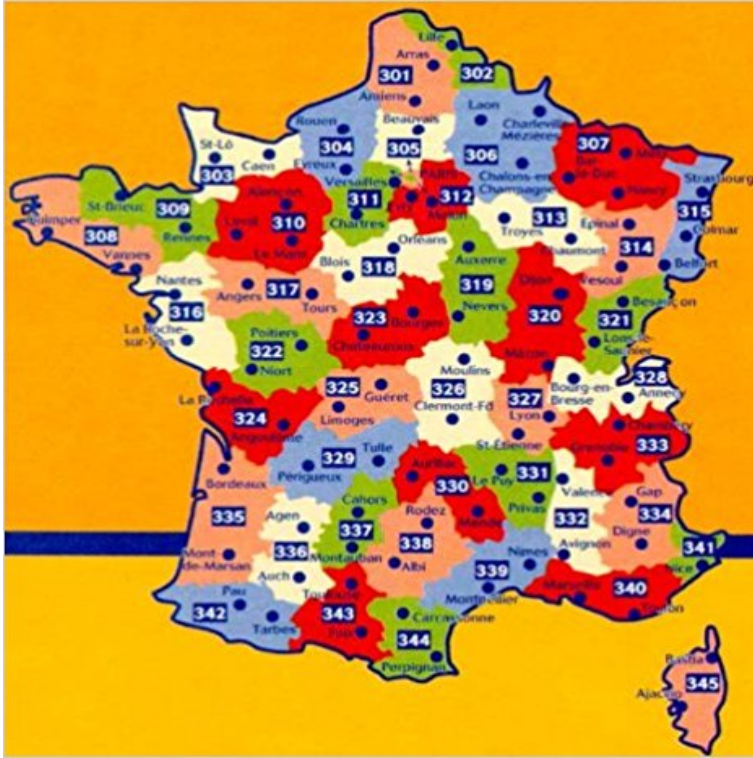 Lille
Arras
301
302
Amiens
Laon
Rouen
Beauvais
Charleville
Mézières
304
305
306
307
St-Lô
Caen
303
Evreux
Metz
Bar-
le-Duc
PARIS
Versailles
Chalons-en
Champagne
Nancy
Strasbourg
St-Brieuc
309
Alençon
311
312
Evry
Melun
315
Quimper
308
Rennes
Laval
310
Chartres
Troyes
313
Epinal
314
Colmar
Vannes
Le Mans
Orléans
Chaumont
Blois
318
Auxerre
Belfort
Nantes
317
Angers
Tours
319
Dijon
Vesoul
316
323
Bourges
Nevers
320
Besançon
321
La Roche-
sur-Yon
Poitiers
322
Chateauroux
Lons-le-
Saunier
Niort
Moulins
Mâcon
328
La Rochelle
325
Guéret
326
327
Bourg-en-
Bresse
Annecy
324
Limoges
Clermont-Fd
Lyon
Angoulême
Chambéry
Tulle
St-Étienne
Grenoble
333
329
Périgueux
Aurillac
Le Puy
331
Bordeaux
330
Valence
Cahors
Privas
Gap
335
Agen
Rodez
Mende
332
334
337
Digne
336
338
Nimes
Avignon
341
Mont
de-Marsan
Montauban
Albi
339
Nice
Auch
Toulouse
Marseille
340
Pau
Montpellier
342
343
Carcassonne
Toulon
Tarbes
Foix
344
Perpignan
Bastia
345
Ajaccio